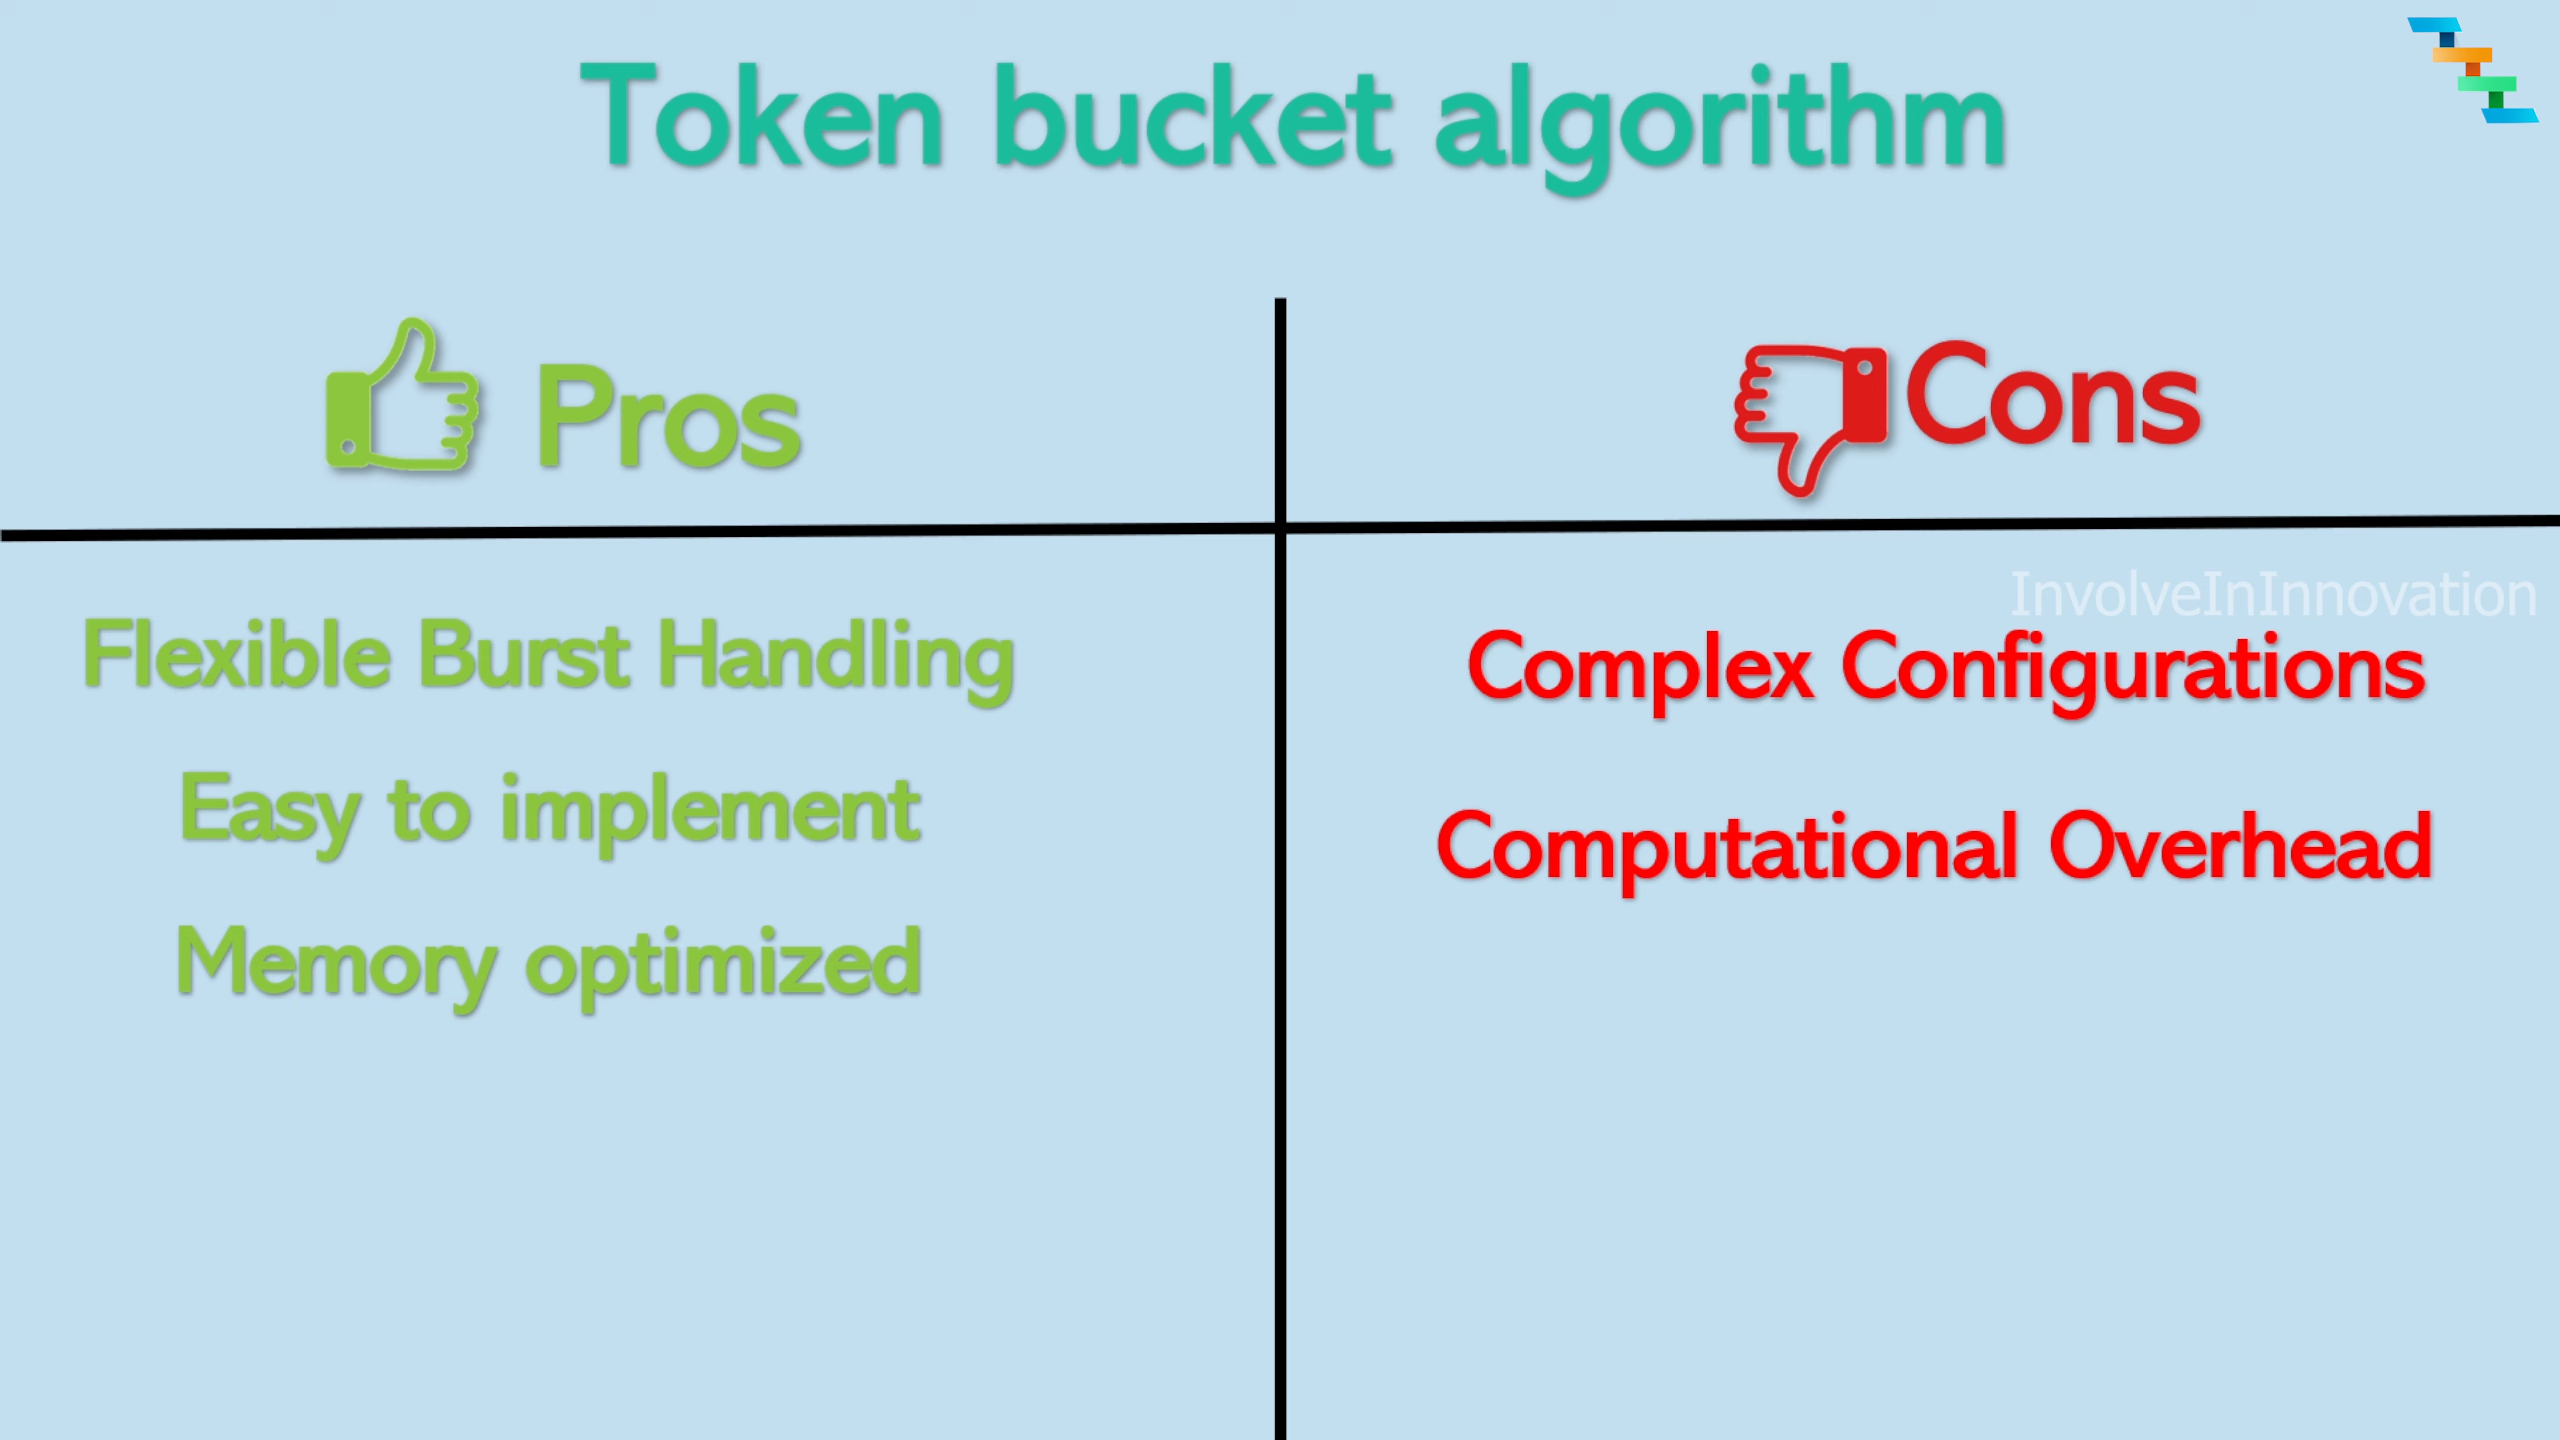 Token bucket algorithm
Pros
Cons
InvolveInInnovation
Flexible Burst Handling
Easy to implement
Memory optimized
Complex Configurations
Computational Overhead